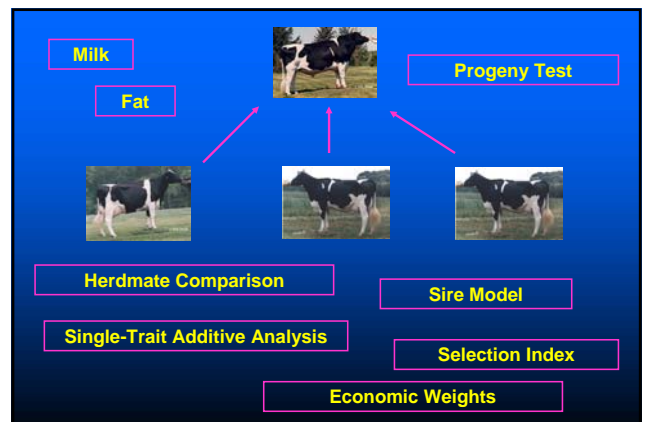 Milk
Progeny Test
Fat
Herdmate Comparison
Sire Model
Single-Trait Additive Analysis
Selection Index
Economic Weights